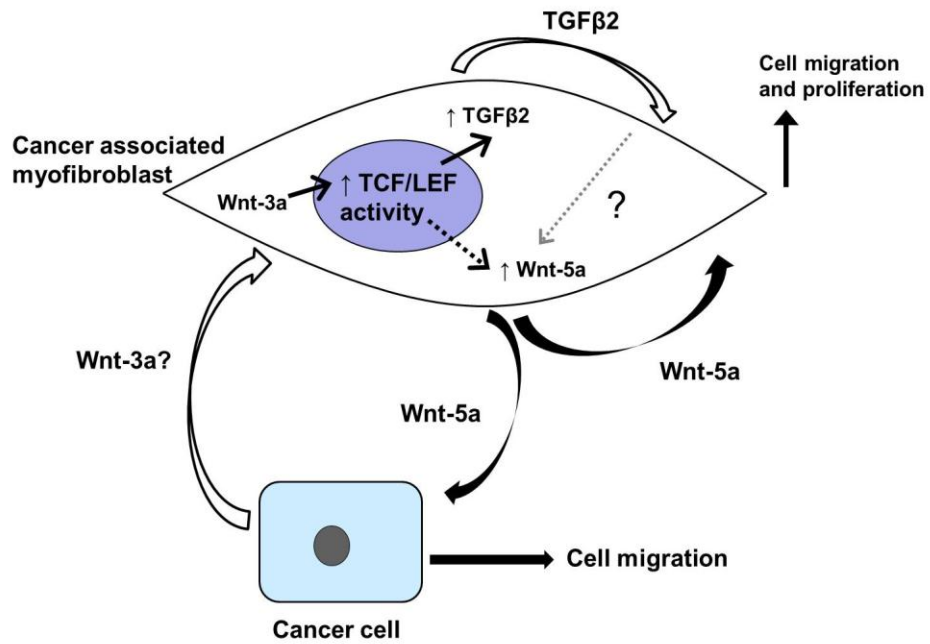 TGFβ2
Cell migration
and proliferation
↑ TGFβ2
Cancer associated
myofibroblast
Wnt-3a
↑ TCF/LEF
activity
?
↑ Wnt-5a
Wnt-3a?
Wnt-5a
Wnt-5a
Cell migration
Cancer cell